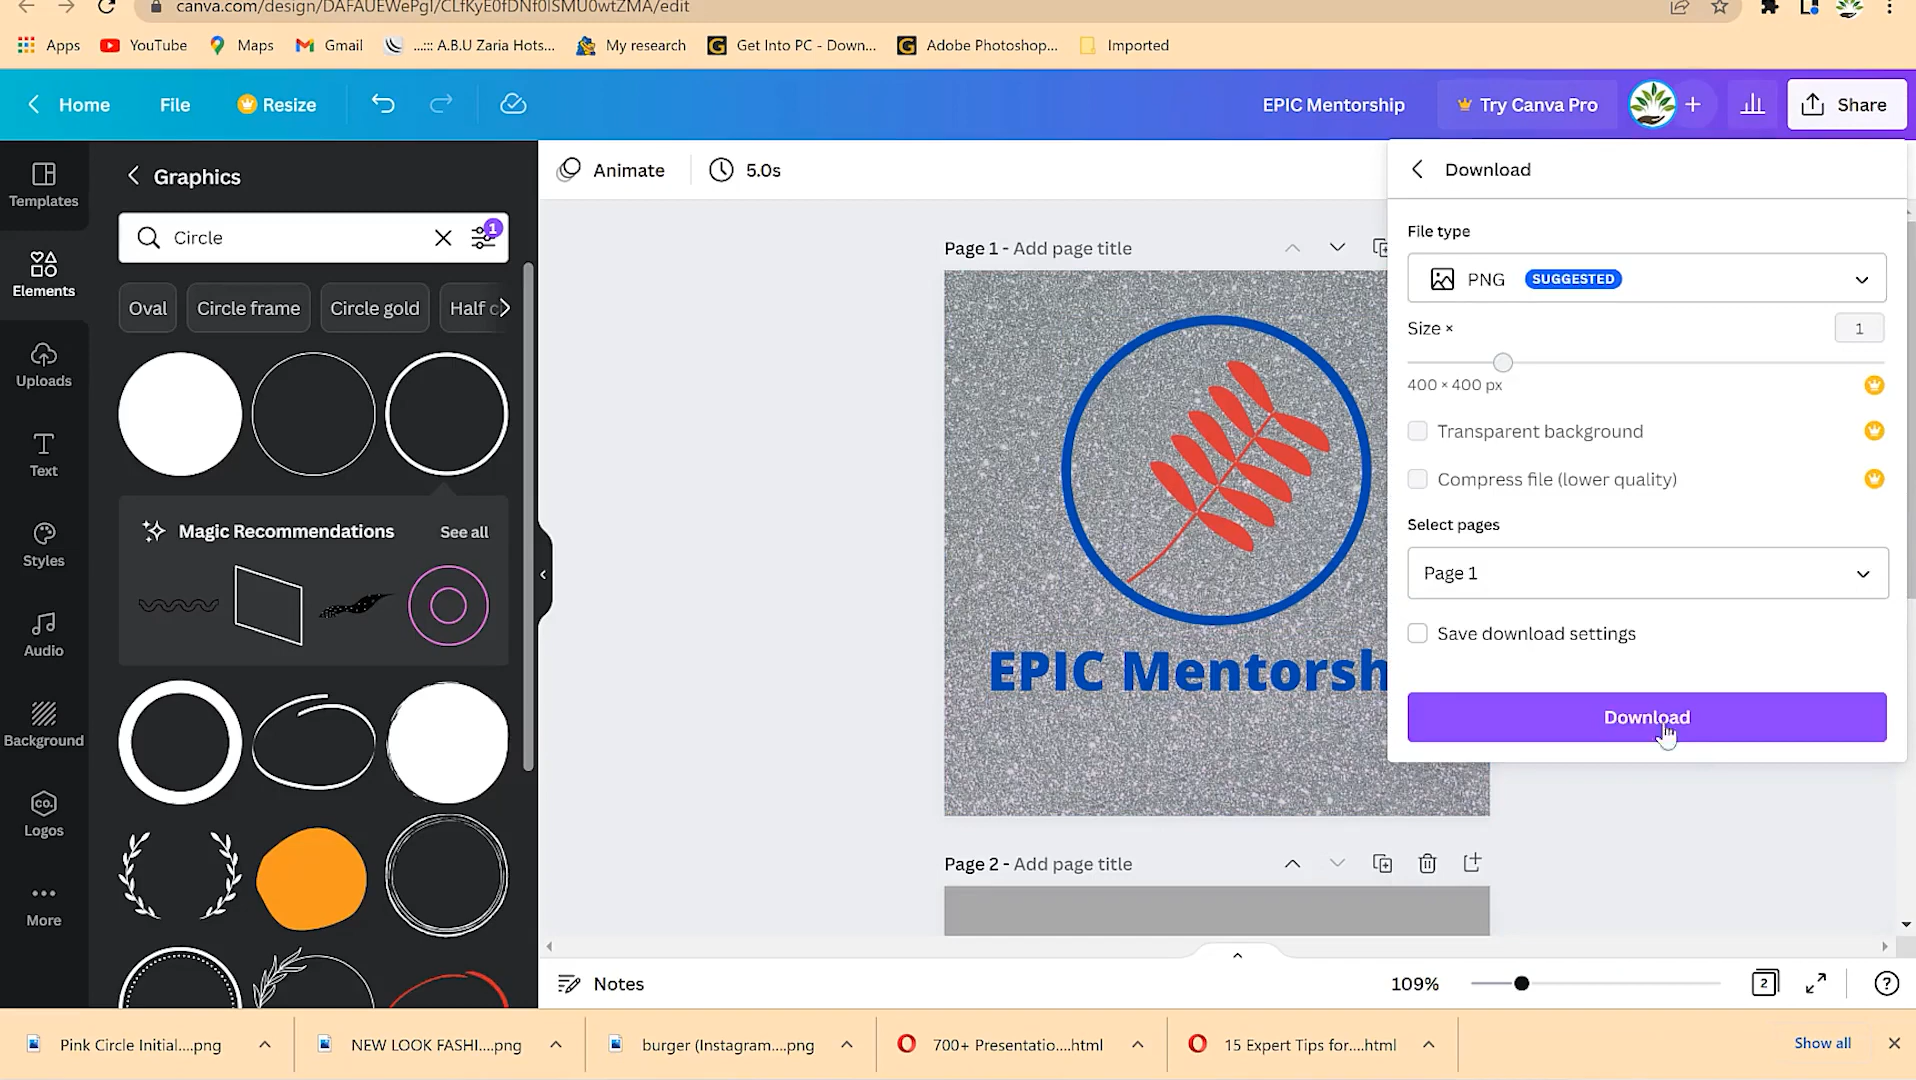 canva.com/design/DAFAUEWePgI/CLfKyE0fDNf0ISMU0wtZMA/edit
Apps
YouTube
Maps
Gmail
...::: A.B.U Zaria Hots...
My research
Get Into PC - Down...
Adobe Photoshop...
Imported
Home
File
Resize
EPIC Mentorship
Try Canva Pro
Share
Templates
Elements
Uploads
Text
Styles
Audio
Background
CO.
Logos
More
Graphics
Circle
1
Oval
Circle frame
Circle gold
Half c
Magic Recommendations
See all
Animate
5.0s
Page 1 - Add page title
EPIC Mentorsh
Page 2 - Add page title
Download
File type
PNG
SUGGESTED
Size ×
1
400 × 400 px
Transparent background
Compress file (lower quality)
Select pages
Page 1
Save download settings
Download
Notes
109%
2
?
Pink Circle Initial....png
NEW LOOK FASHI....png
burger (Instagram....png
700+ Presentatio....html
15 Expert Tips for....html
Show all